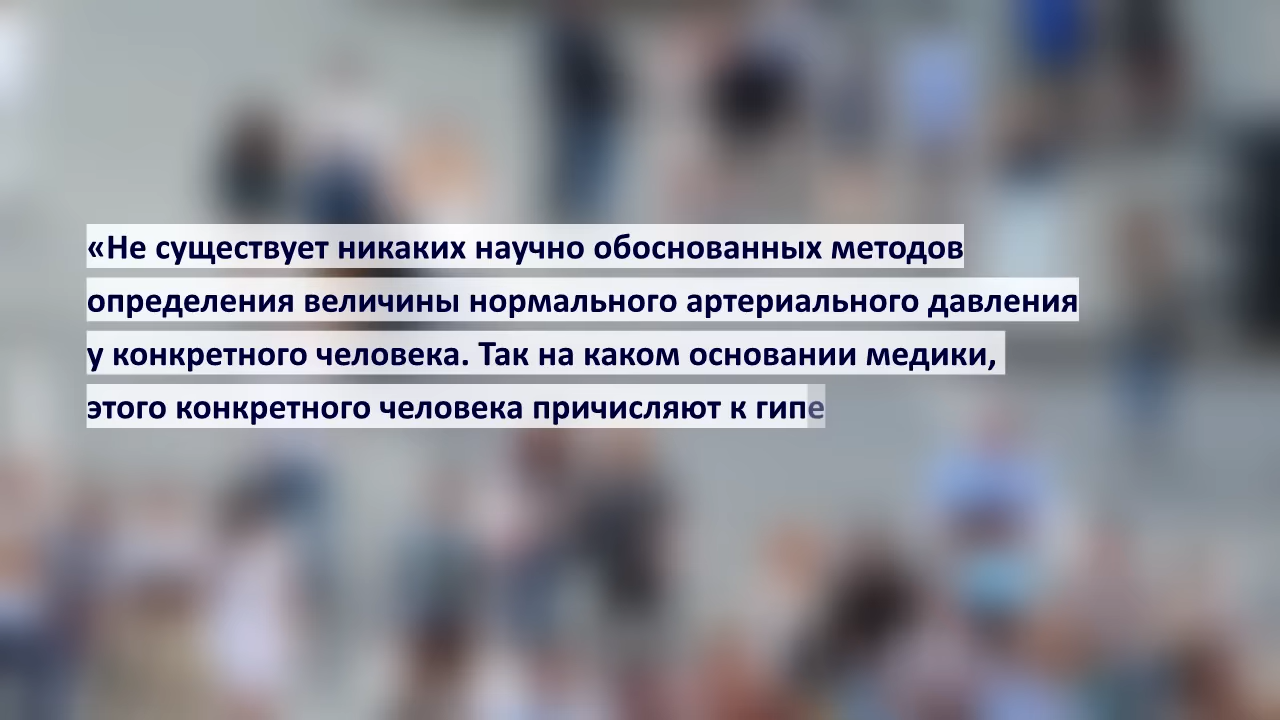 «Не существует никаких научно обоснованных методов
определения величины нормального артериального давления
у конкретного человека. Так на каком основании медики,
этого конкретного человека причисляют к гипе